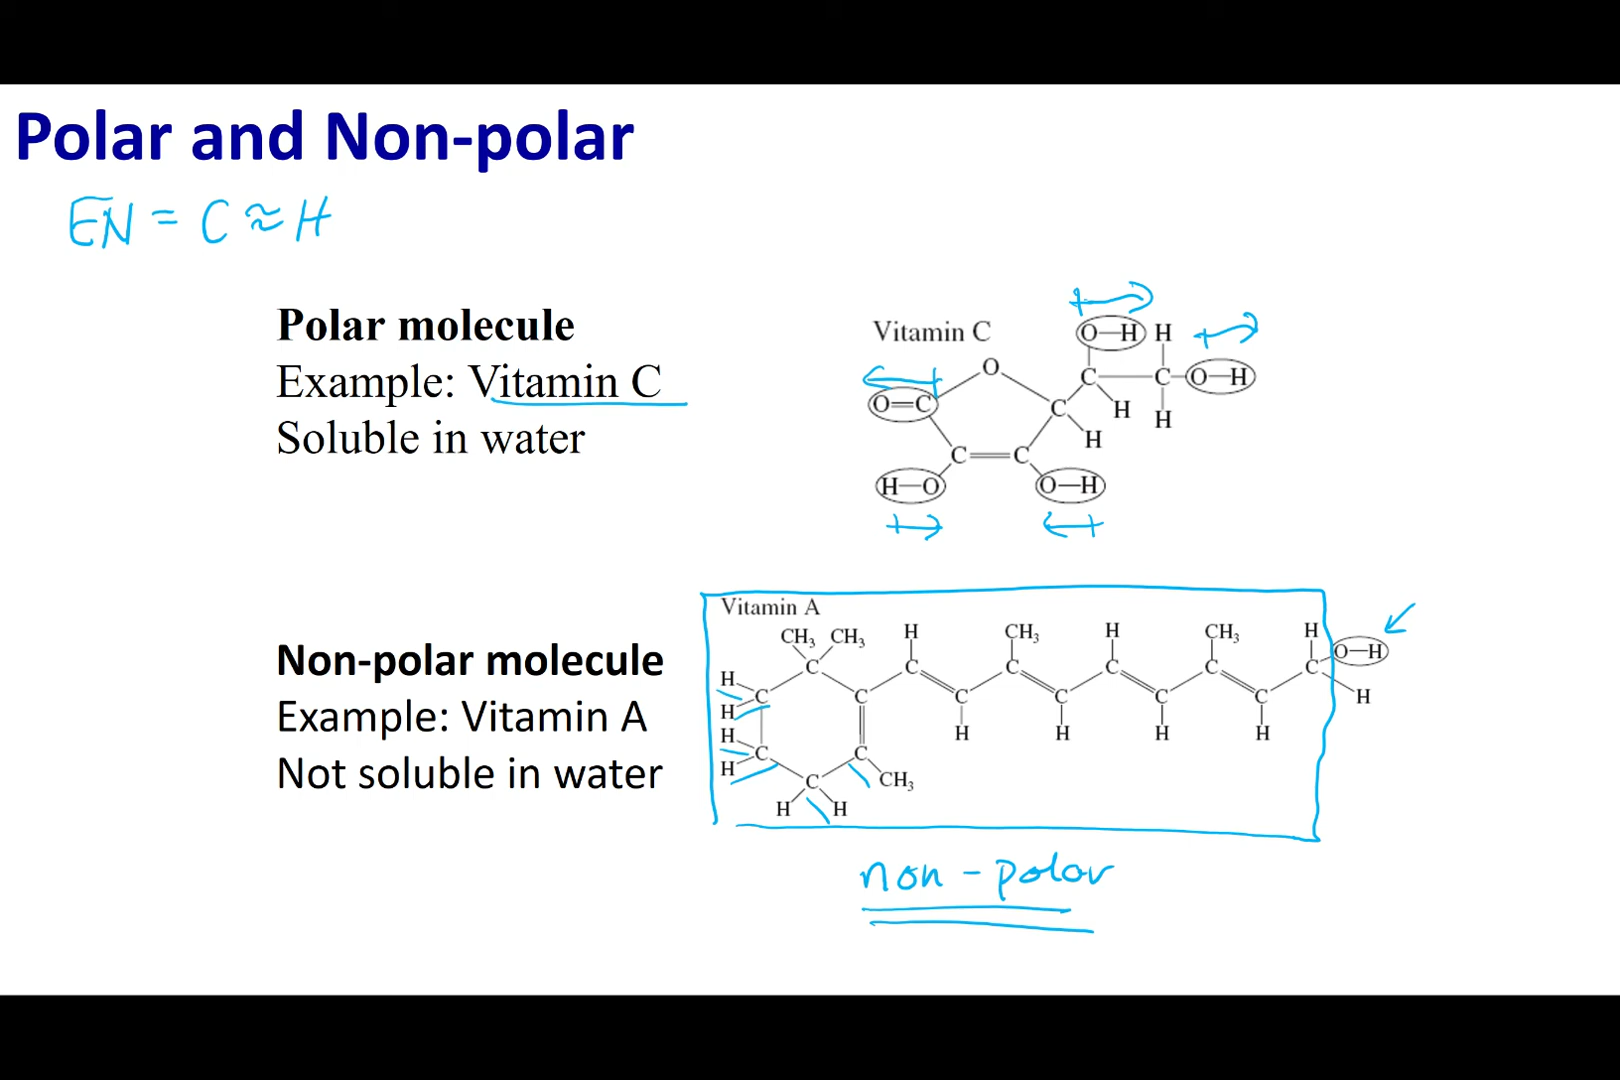 Polar and Non-polar
EN = C ≈ H
Polar molecule
Example: Vitamin C
Soluble in water
Vitamin C
O—H H
O
O=C
C C O—H
C H H
H
C=C
H—O O—H
Non-polar molecule
Example: Vitamin A
Not soluble in water
Vitamin A
CH₃ CH₃ H CH₃ H CH₃ H
O—H
C C C C C C
H C C C C C C H
H
H H H H H
H C C
H C CH₃
H H
non - polar